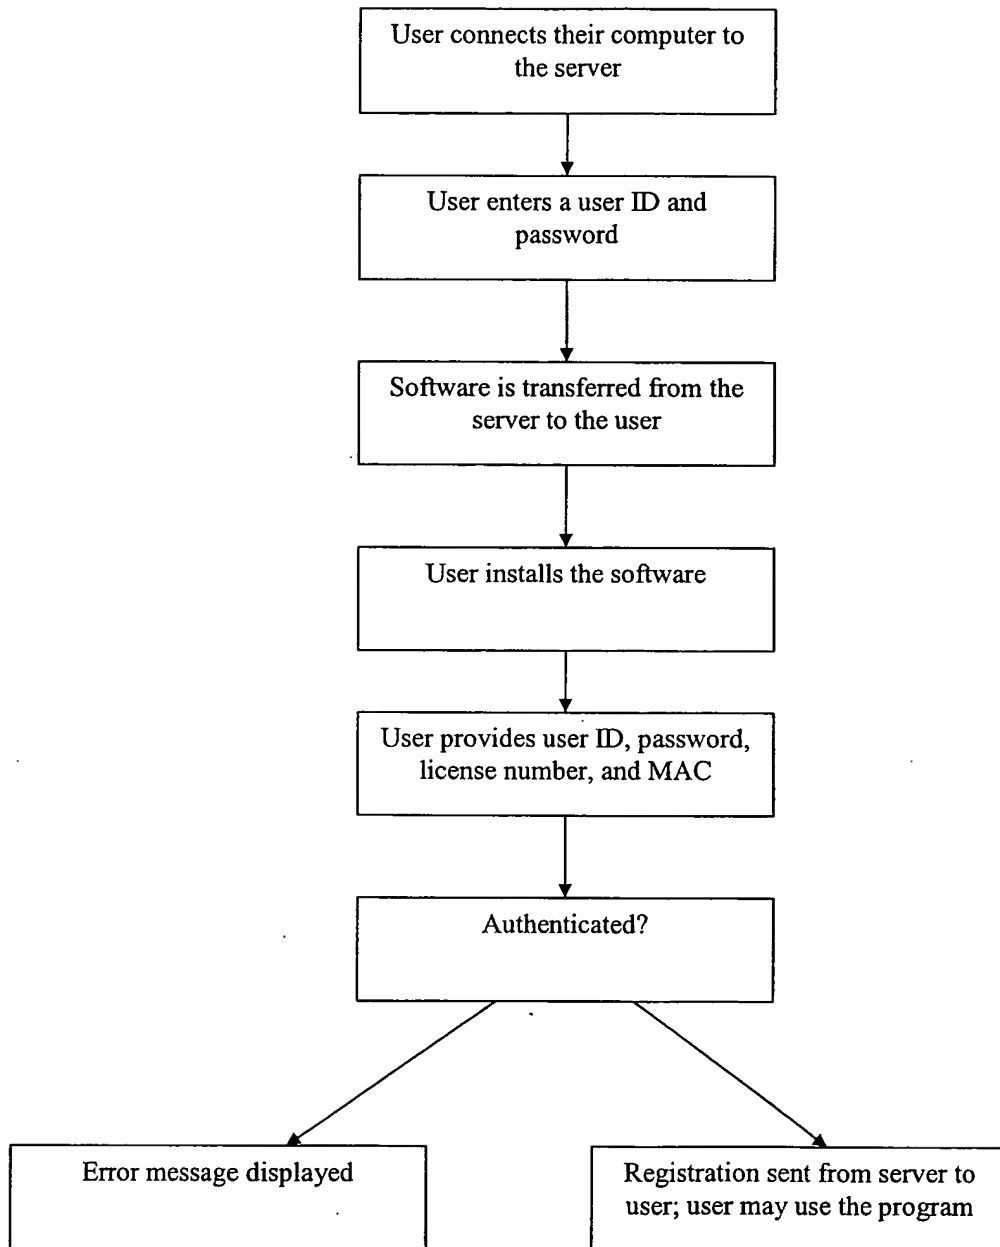 User connects their computer to
the server
User enters a user ID and
password
Software is transferred from the
server to the user
User installs the software
User provides user ID, password,
license number, and MAC
Authenticated?
Error message displayed
Registration sent from server to
user; user may use the program